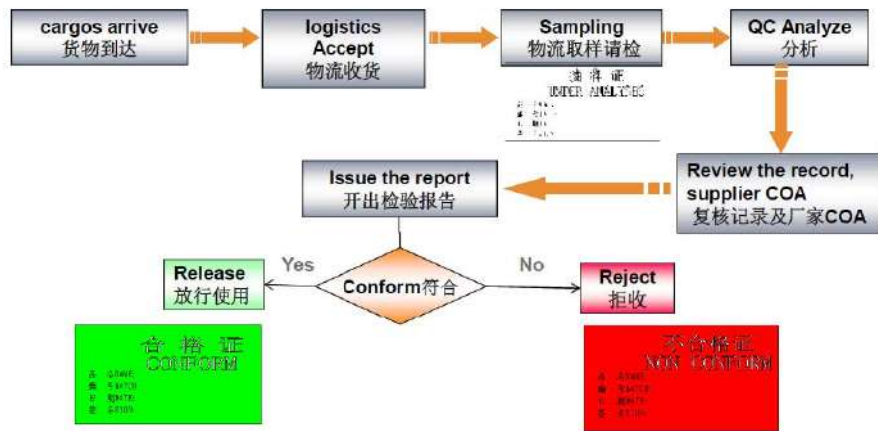 cargos arrive
货物到达
logistics
Accept
物流收货
Sampling
物流取样请检
QC Analyze
分析
UNDER
Review the record,
supplier COA
复核记录及厂家COA
Issue the report
开出检验报告
Conform符合
Yes
Release
放行使用
No
Reject
拒收
合格证
CONFORM
不合格证
NON CONFORM